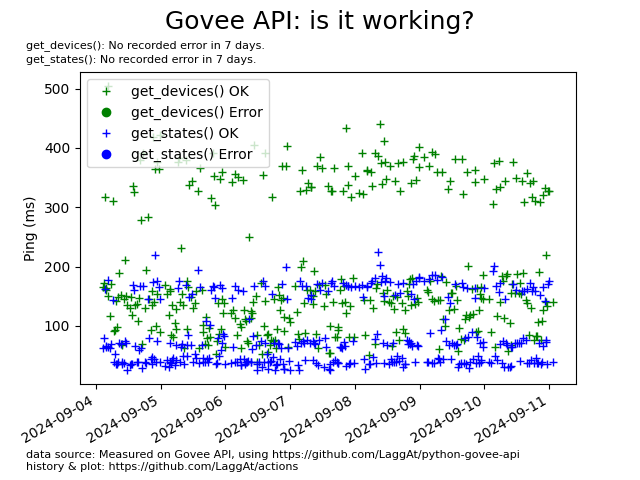 Govee API: is it working?
get_devices(): No recorded error in 7 days.
get_states(): No recorded error in 7 days.
get_devices() OK
get_devices() Error
get_states() OK
get_states() Error
Ping (ms)
500
400
300
200
100
2024-09-04
2024-09-05
2024-09-06
2024-09-07
2024-09-08
2024-09-09
2024-09-10
2024-09-11
data source: Measured on Govee API, using https://github.com/LaggAt/python-govee-api
history & plot: https://github.com/LaggAt/actions